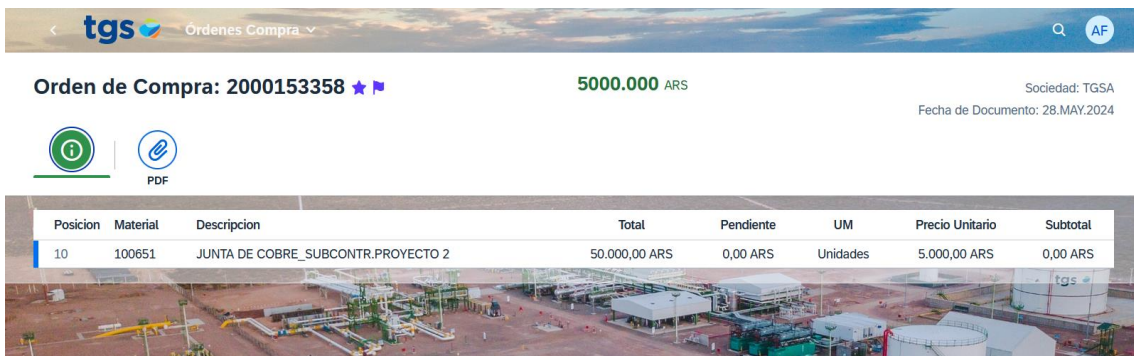 tgs Órdenes Compra AF
Orden de Compra: 2000153358 5000.000 ARS Sociedad: TGSA
Fecha de Documento: 28.MAY.2024
PDF
Posicion Material Descripcion Total Pendiente UM Precio Unitario Subtotal
10 100651 JUNTA DE COBRE_SUBCONTR.PROYECTO 2 50.000,00 ARS 0,00 ARS Unidades 5.000,00 ARS 0,00 ARS
tgs